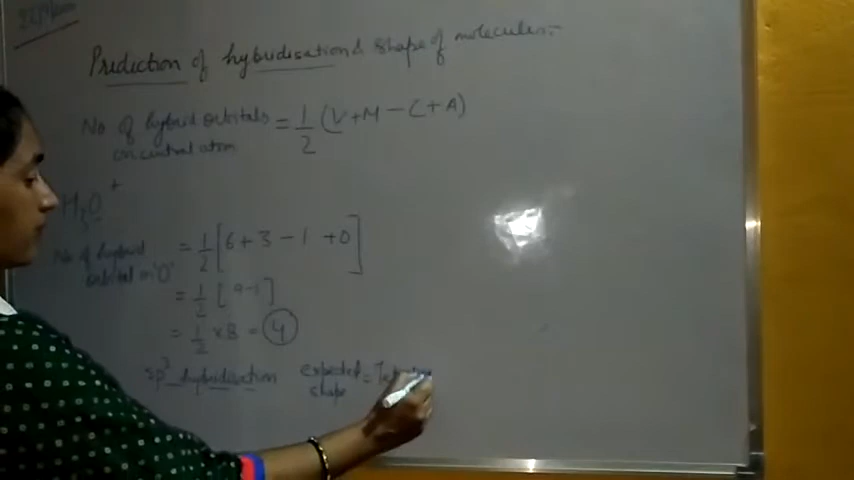 Prediction of hybridisation & shape of molecules:-
No of hybrid orbitals = 1/2 (V+M-C+A)
on central atom
H3O+
No of hybrid = 1/2 [6+3-1+0]
orbital on 'O'
= 1/2 [9-1]
= 1/2 ×8 = 4
sp3 hybridisation expected =
shape